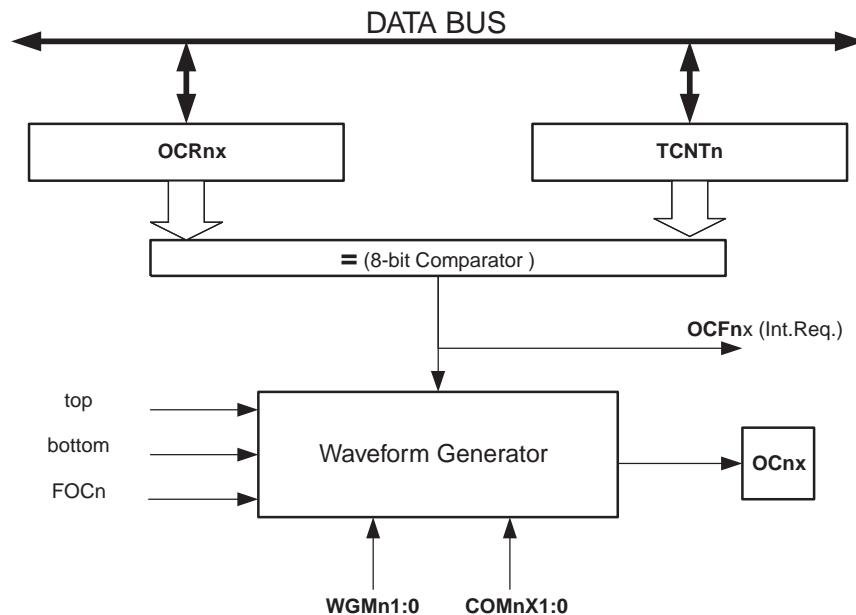 DATA BUS
OCRnx
TCNTn
= (8-bit Comparator )
OCFnx (Int.Req.)
top
bottom
FOCn
Waveform Generator
OCnx
WGMn1:0
COMnX1:0